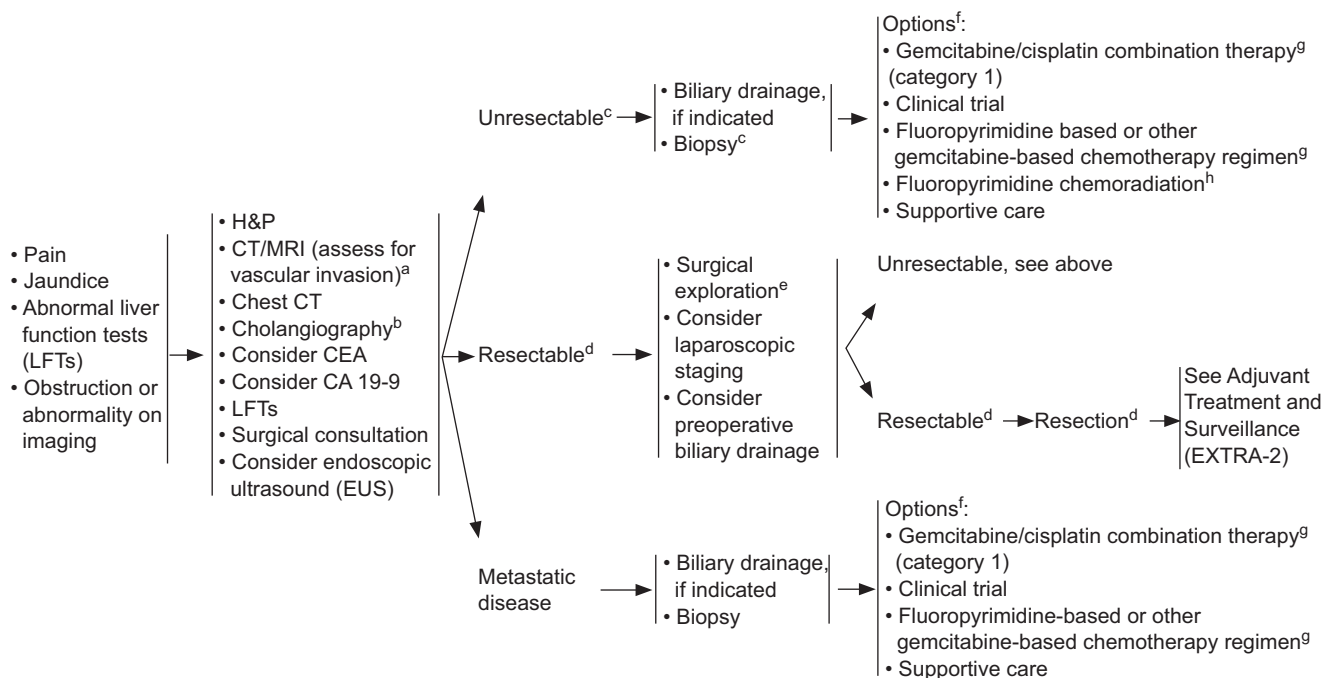 • Pain
• Jaundice
• Abnormal liver
function tests
(LFTs)
• Obstruction or
abnormality on
imaging
• H&P
• CT/MRI (assess for
vascular invasion)a
• Chest CT
• Cholangiographyb
• Consider CEA
• Consider CA 19-9
• LFTs
• Surgical consultation
• Consider endoscopic
ultrasound (EUS)
Unresectablec
• Biliary drainage,
if indicated
• Biopsyc
Optionsf:
• Gemcitabine/cisplatin combination therapyg
(category 1)
• Clinical trial
• Fluoropyrimidine based or other
gemcitabine-based chemotherapy regimeng
• Fluoropyrimidine chemoradiationh
• Supportive care
Resectabled
• Surgical
exploratione
• Consider
laparoscopic
staging
• Consider
preoperative
biliary drainage
Unresectable, see above
Resectabled
Resectiond
See Adjuvant
Treatment and
Surveillance
(EXTRA-2)
Metastatic
disease
• Biliary drainage,
if indicated
• Biopsy
Optionsf:
• Gemcitabine/cisplatin combination therapyg
(category 1)
• Clinical trial
• Fluoropyrimidine-based or other
gemcitabine-based chemotherapy regimeng
• Supportive care